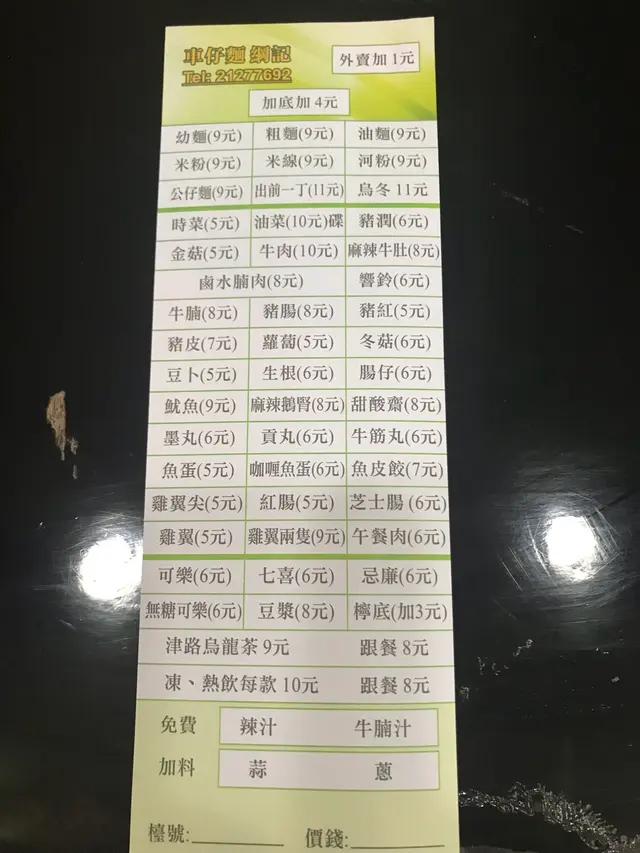 車仔麵 綱記
外賣加1元
Tel: 21277692
加底加4元
幼麵(9元) 粗麵(9元) 油麵(9元)
米粉(9元) 米線(9元) 河粉(9元)
公仔麵(9元) 出前一丁(11元) 烏冬 11元
時菜(5元) 油菜(10元)碟 豬潤(6元)
金菇(5元) 牛肉(10元) 麻辣牛肚(8元)
鹵水腩肉(8元) 響鈴(6元)
牛腩(8元) 豬腸(8元) 豬紅(5元)
豬皮(7元) 蘿蔔(5元) 冬菇(6元)
豆卜(5元) 生根(6元) 腸仔(6元)
魷魚(9元) 麻辣鵝腎(8元) 甜酸齋(8元)
墨丸(6元) 貢丸(6元) 牛筋丸(6元)
魚蛋(5元) 咖喱魚蛋(6元) 魚皮餃(7元)
雞翼尖(5元) 紅腸(5元) 芝士腸 (6元)
雞翼(5元) 雞翼兩隻(9元) 午餐肉(6元)
可樂(6元) 七喜(6元) 忌廉(6元)
無糖可樂(6元) 豆漿(8元) 檸底(加3元)
津路烏龍茶 9元 跟餐 8元
凍、熱飲每款 10元 跟餐 8元
免費 辣汁 牛腩汁
加料 蒜 蔥
檯號:________ 價錢:________